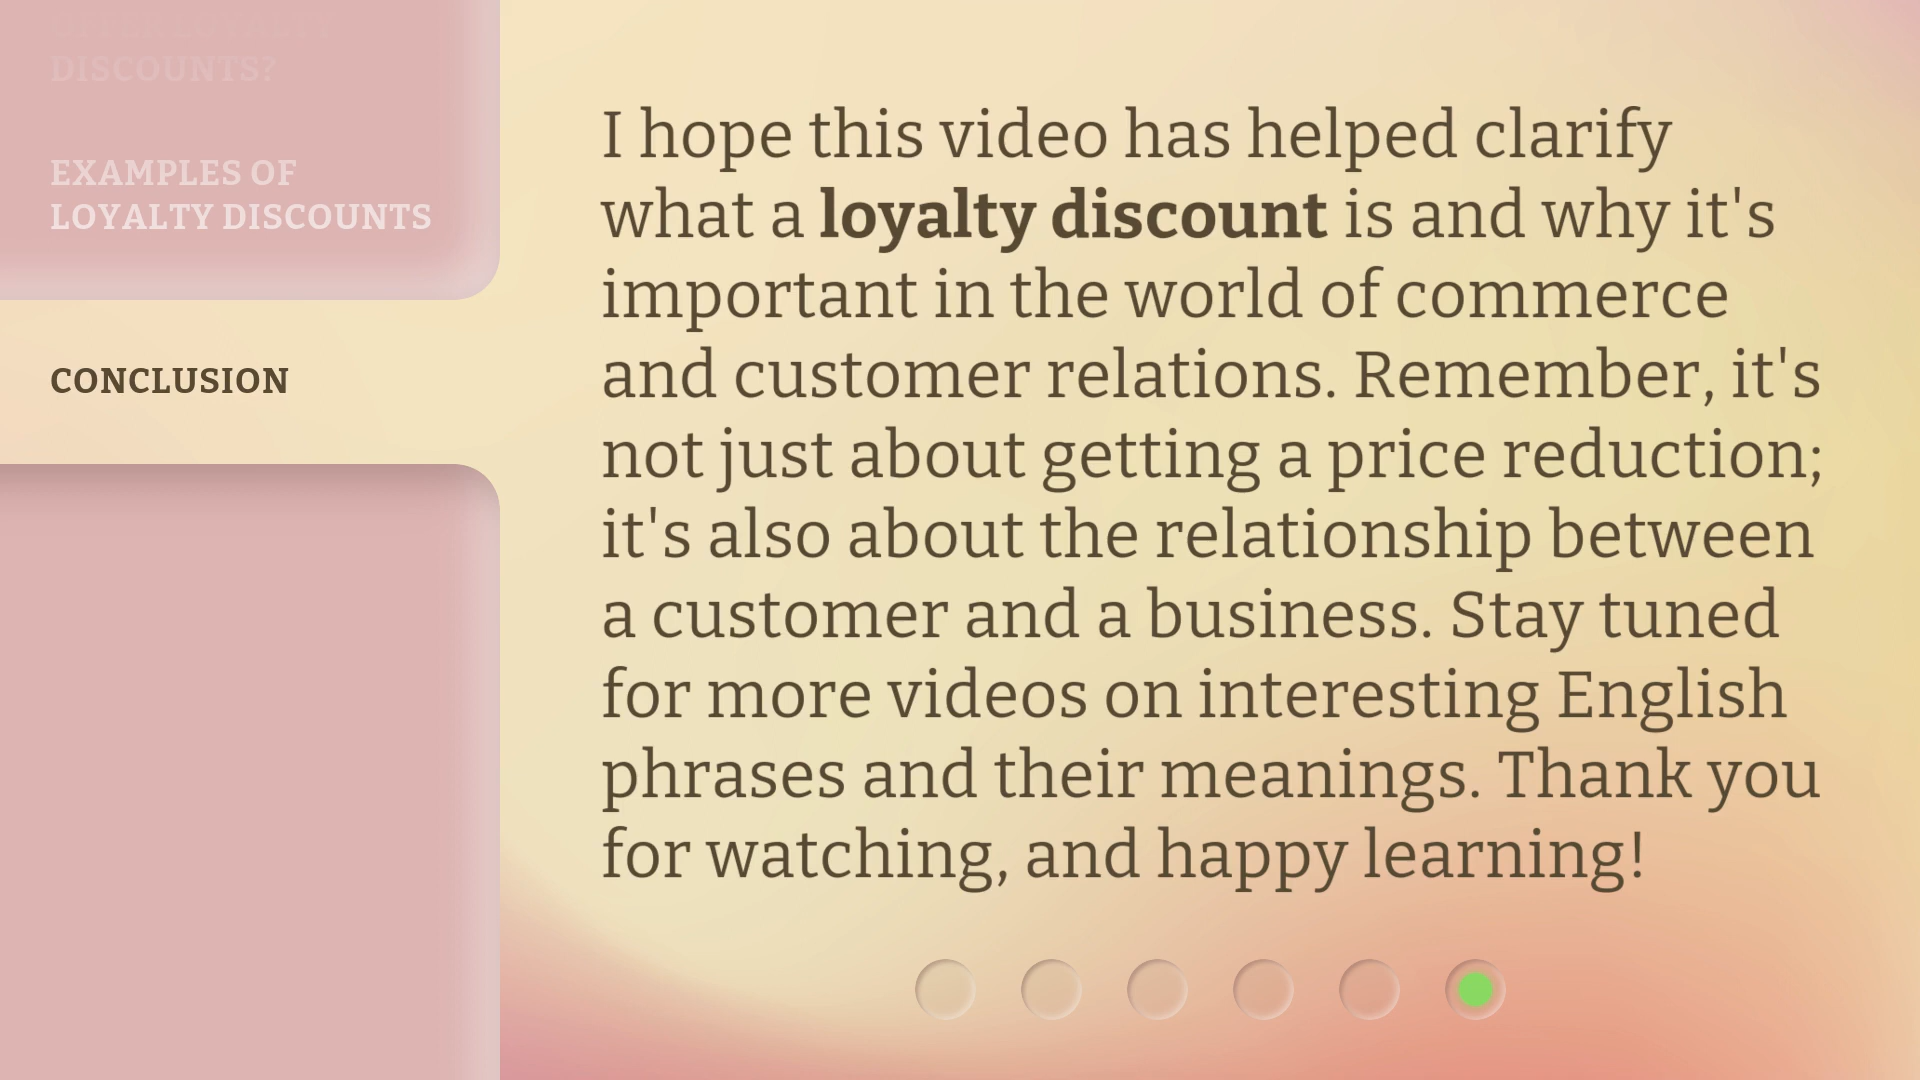 OFFER LOYALTY
DISCOUNTS?
EXAMPLES OF
LOYALTY DISCOUNTS
CONCLUSION
I hope this video has helped clarify
what a loyalty discount is and why it's
important in the world of commerce
and customer relations. Remember, it's
not just about getting a price reduction;
it's also about the relationship between
a customer and a business. Stay tuned
for more videos on interesting English
phrases and their meanings. Thank you
for watching, and happy learning!